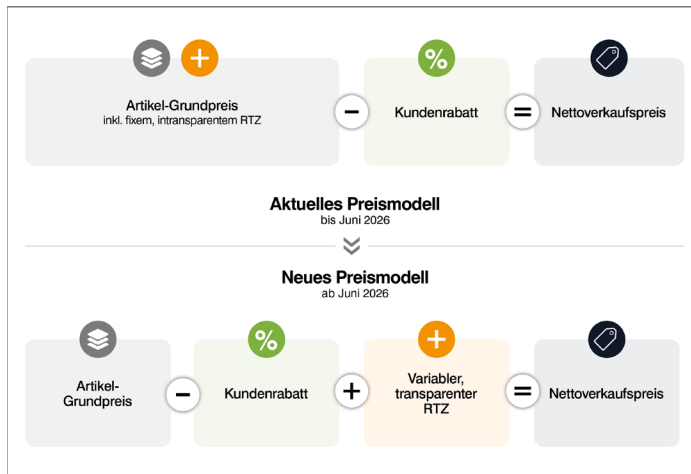 +
%
Artikel-Grundpreis
inkl. fixem, intransparentem RTZ
−
Kundenrabatt
=
Nettoverkaufspreis
Aktuelles Preismodell
bis Juni 2026
Neues Preismodell
ab Juni 2026
%
+
Artikel-
Grundpreis
−
Kundenrabatt
+
Variabler,
transparenter
RTZ
=
Nettoverkaufspreis